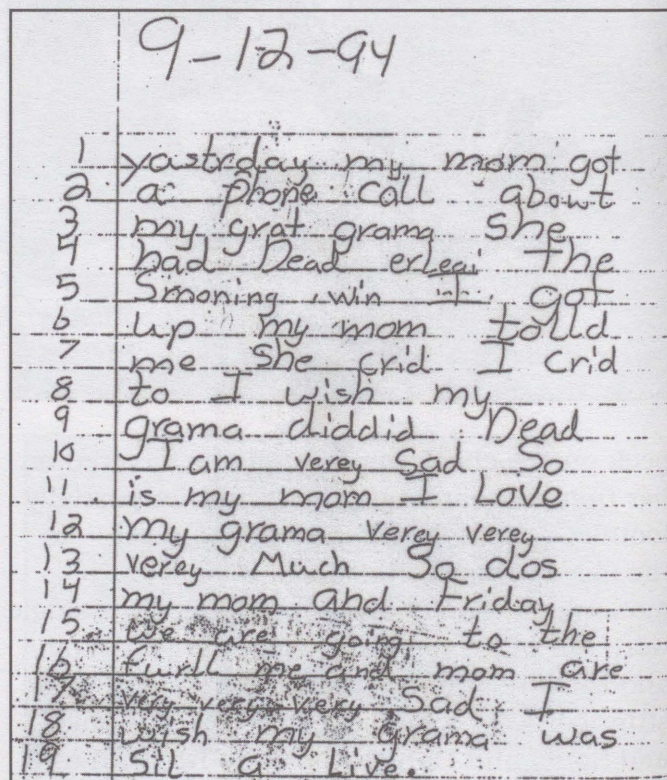 9-12-94
1 yastrday my mom got
2 a phone call abowt
3 my grat grama she
4 had Dead erleai The
5 Smoning win I got
6 up my mom tolld
7 me she crid I crid
8 to I wish my
9 grama diddid Dead
10 I am verey Sad So
11 is my mom I Love
12 my grama verey verey
13 verey Much So dos
14 my mom and Friday
15 we are going to the
16 furll me and mom are
17 very very very Sad I
18 wish my grama was
19 Sil a Live.